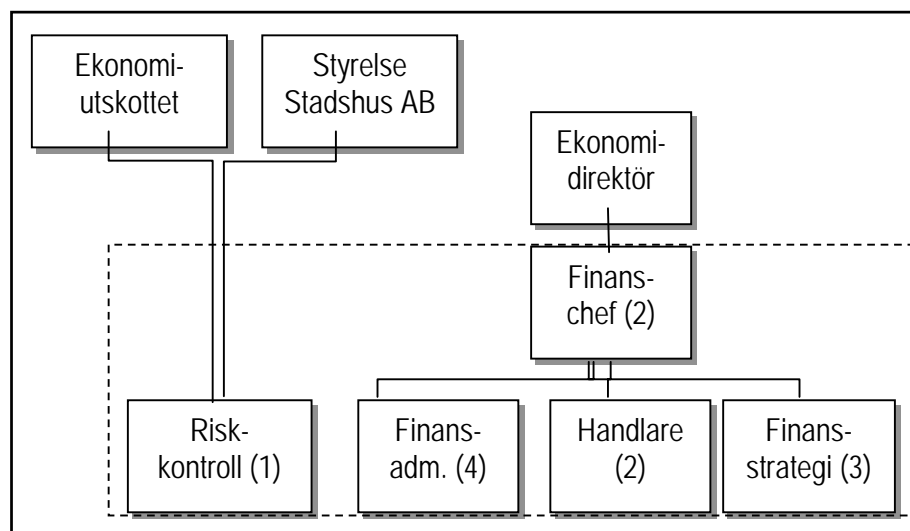 Ekonomi-
utskottet
Styrelse
Stadshus AB
Ekonomi-
direktör
Finans-
chef (2)
Risk-
kontroll (1)
Finans-
adm. (4)
Handlare
(2)
Finans-
strategi (3)